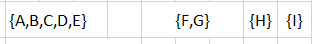 {A,B,C,D,E} {F,G} {H} {I}